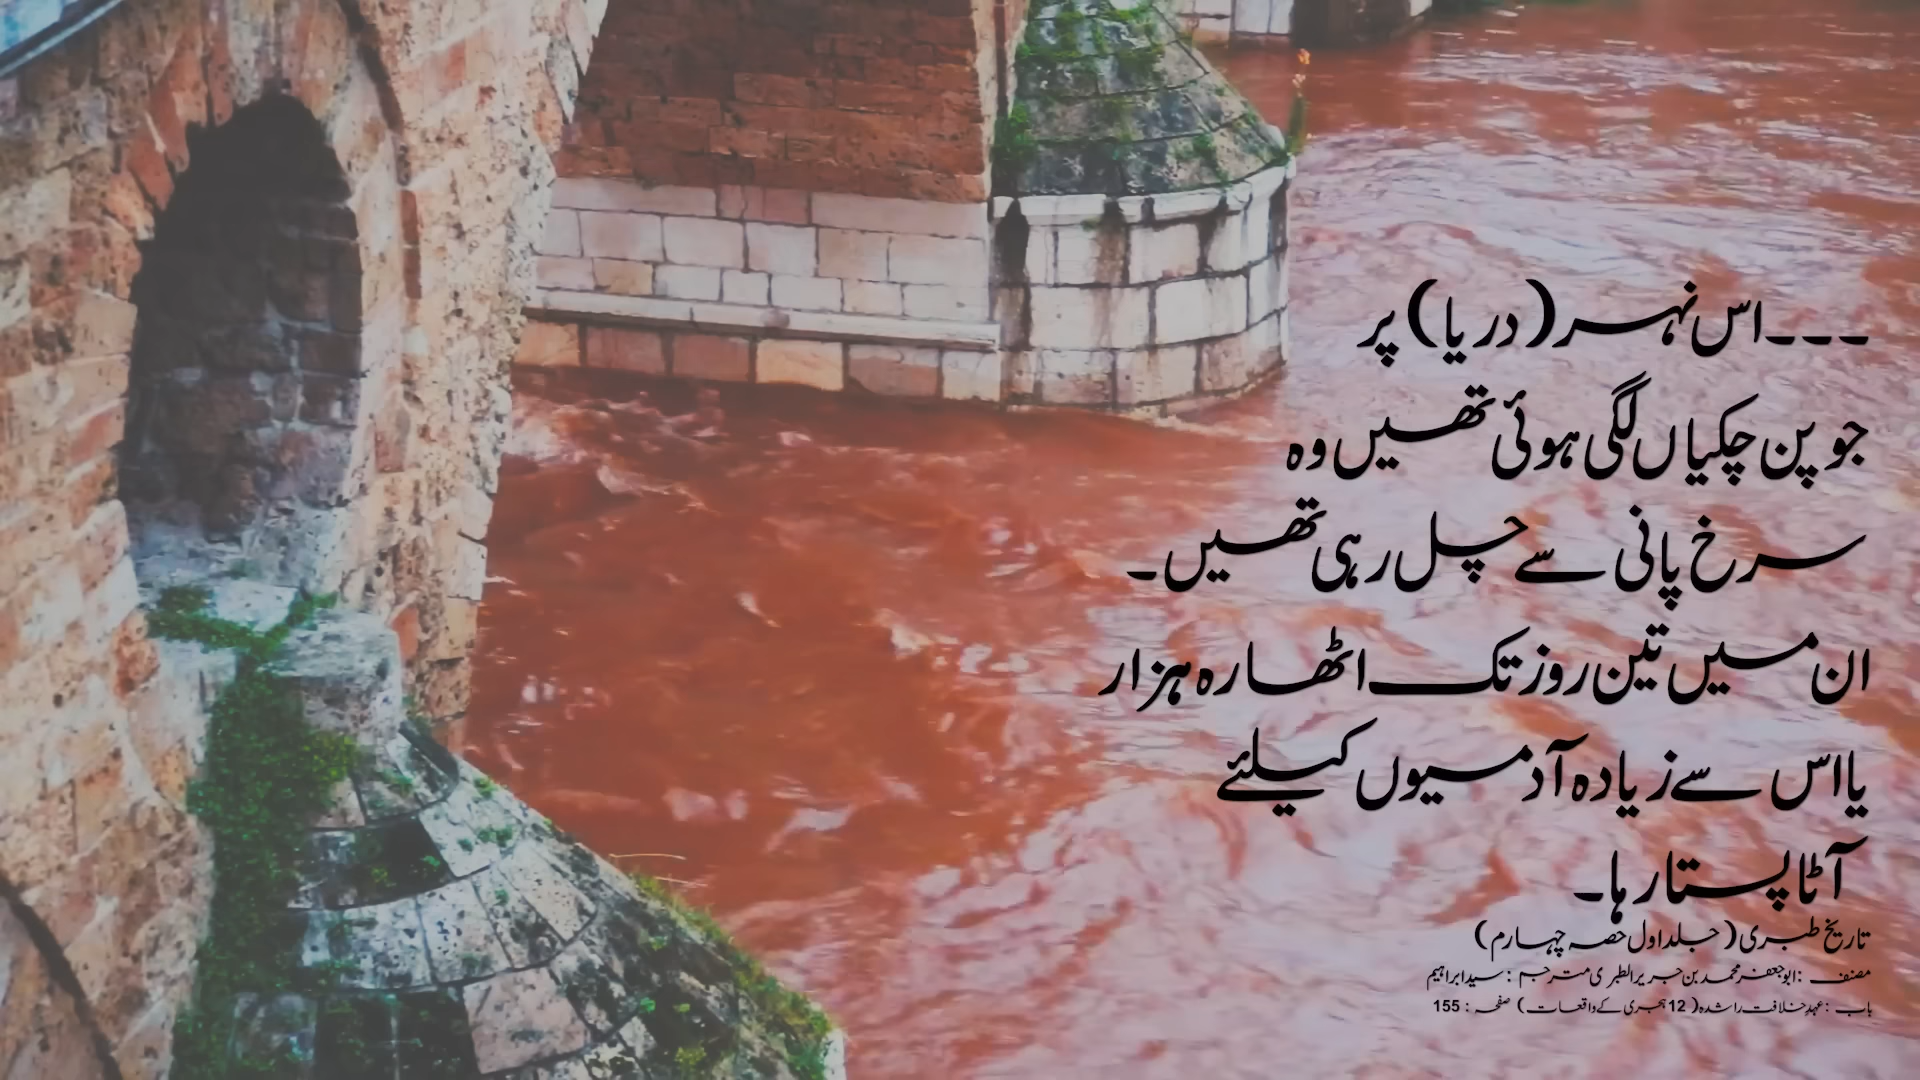 ۔۔۔اس نہر (دریا) پر
جو پن چکیاں لگی ہوئی تھیں وہ
سرخ پانی سے چل رہی تھیں۔
ان میں تین روز تک اٹھارہ ہزار
یا اس سے زیادہ آدمیوں کیلئے
آٹا پستا رہا۔
تاریخ طبری (جلد اول حصہ چہارم)
مصنف : ابو جعفر محمد بن جریر الطبری مترجم : سید ابراہیم
باب : عہدِ خلافت راشدہ (12 ہجری کے واقعات) صفحہ : 155